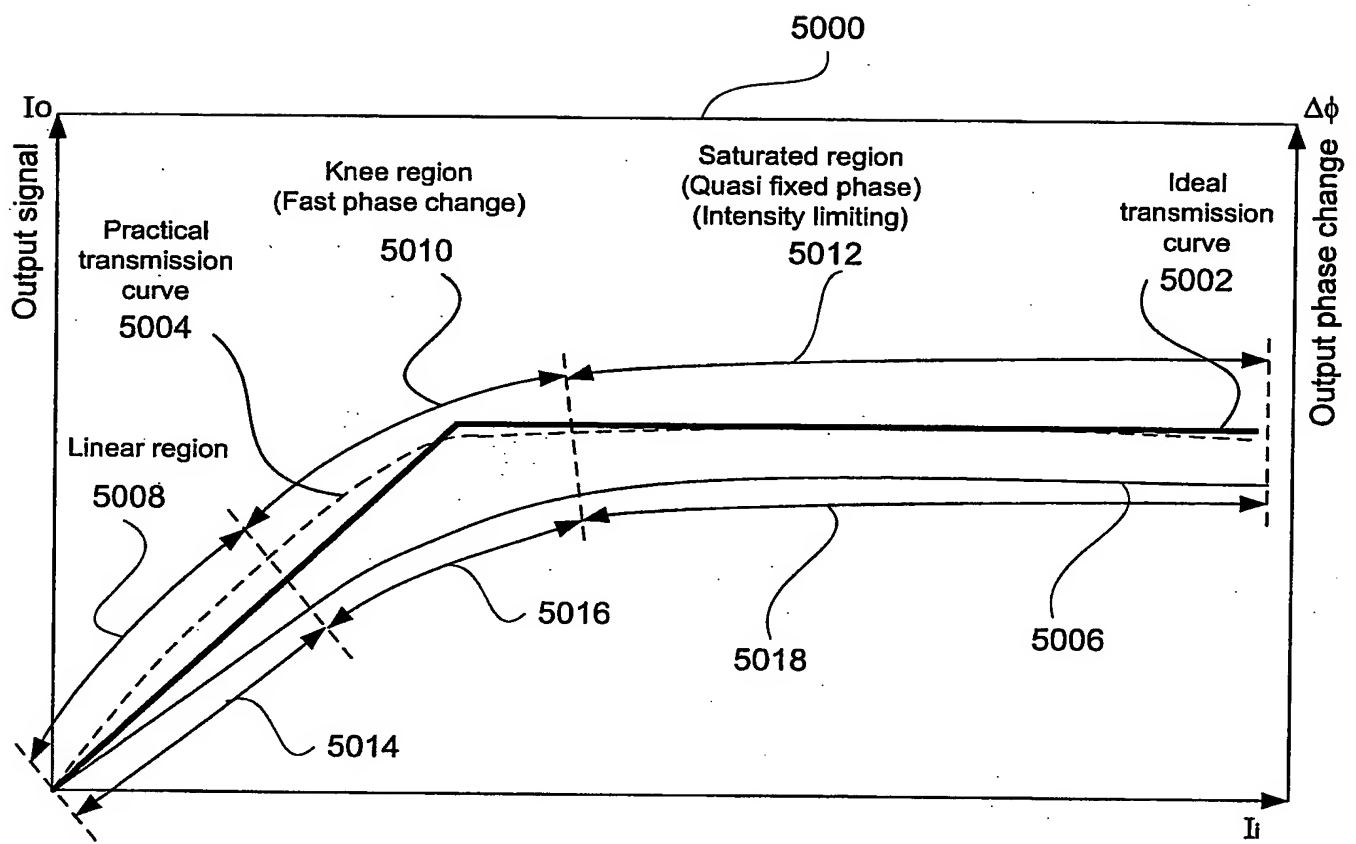 5000
Io
Δϕ
Output signal
Output phase change
Knee region
(Fast phase change)
5010
Saturated region
(Quasi fixed phase)
(Intensity limiting)
5012
Ideal
transmission
curve
5002
Practical
transmission
curve
5004
Linear region
5008
5016
5018
5006
5014
Ii